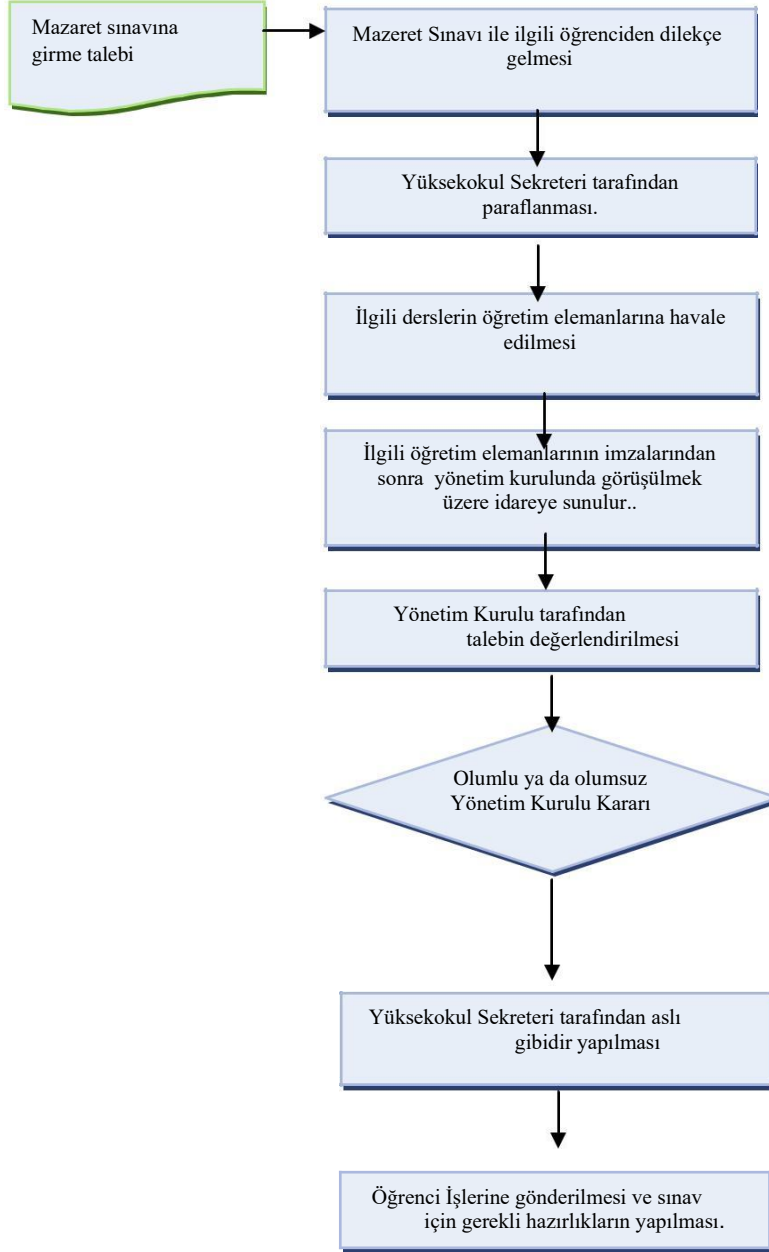 Mazaret sınavına
girme talebi
Mazeret Sınavı ile ilgili öğrenciden dilekçe
gelmesi
Yüksekokul Sekreteri tarafından
paraflanması.
İlgili derslerin öğretim elemanlarına havale
edilmesi
İlgili öğretim elemanlarının imzalarından
sonra yönetim kurulunda görüşülmek
üzere idareye sunulur..
Yönetim Kurulu tarafından
talebin değerlendirilmesi
Olumlu ya da olumsuz
Yönetim Kurulu Kararı
Yüksekokul Sekreteri tarafından aslı
gibidir yapılması
Öğrenci İşlerine gönderilmesi ve sınav
için gerekli hazırlıkların yapılması.